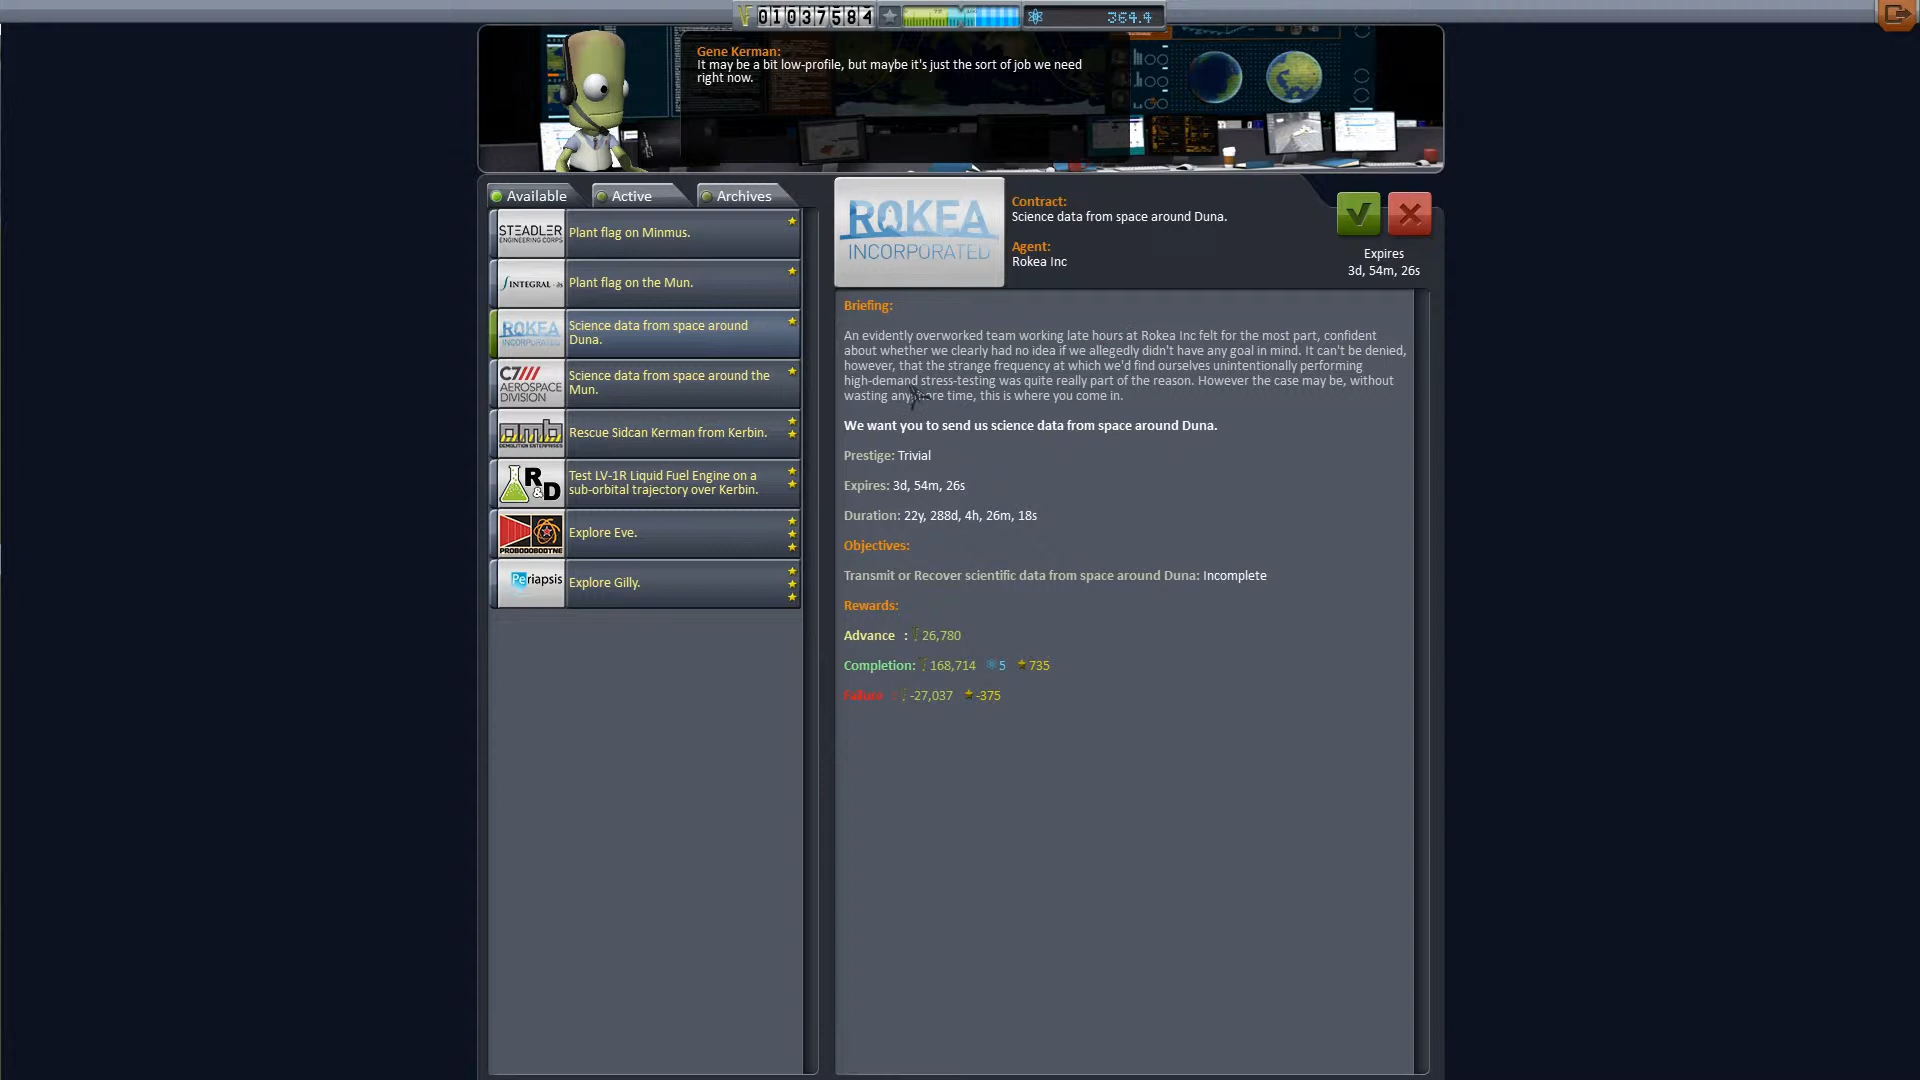 01037584
75
100
364.4
Gene Kerman:
It may be a bit low-profile, but maybe it's just the sort of job we need
right now.
Available
Active
Archives
STEADLER
ENGINEERING CORPS
Plant flag on Minmus.
INTEGRAL
Plant flag on the Mun.
ROKEA
INCORPORATED
Science data from space around
Duna.
C7///
AEROSPACE
DIVISION
Science data from space around the
Mun.
OMB
DEMOLITION ENTERPRISES
Rescue Sidcan Kerman from Kerbin.
R&D
Test LV-1R Liquid Fuel Engine on a
sub-orbital trajectory over Kerbin.
PROBODOBODYNE
Explore Eve.
Periapsis
Explore Gilly.
ROKEA
INCORPORATED
Contract:
Science data from space around Duna.
Agent:
Rokea Inc
Expires
3d, 54m, 26s
Briefing:
An evidently overworked team working late hours at Rokea Inc felt for the most part, confident
about whether we clearly had no idea if we allegedly didn't have any goal in mind. It can't be denied,
however, that the strange frequency at which we'd find ourselves unintentionally performing
high-demand stress-testing was quite really part of the reason. However the case may be, without
wasting any more time, this is where you come in.
We want you to send us science data from space around Duna.
Prestige: Trivial
Expires: 3d, 54m, 26s
Duration: 22y, 288d, 4h, 26m, 18s
Objectives:
Transmit or Recover scientific data from space around Duna: Incomplete
Rewards:
Advance : 26,780
Completion: 168,714 5 735
Failure : -27,037 -375